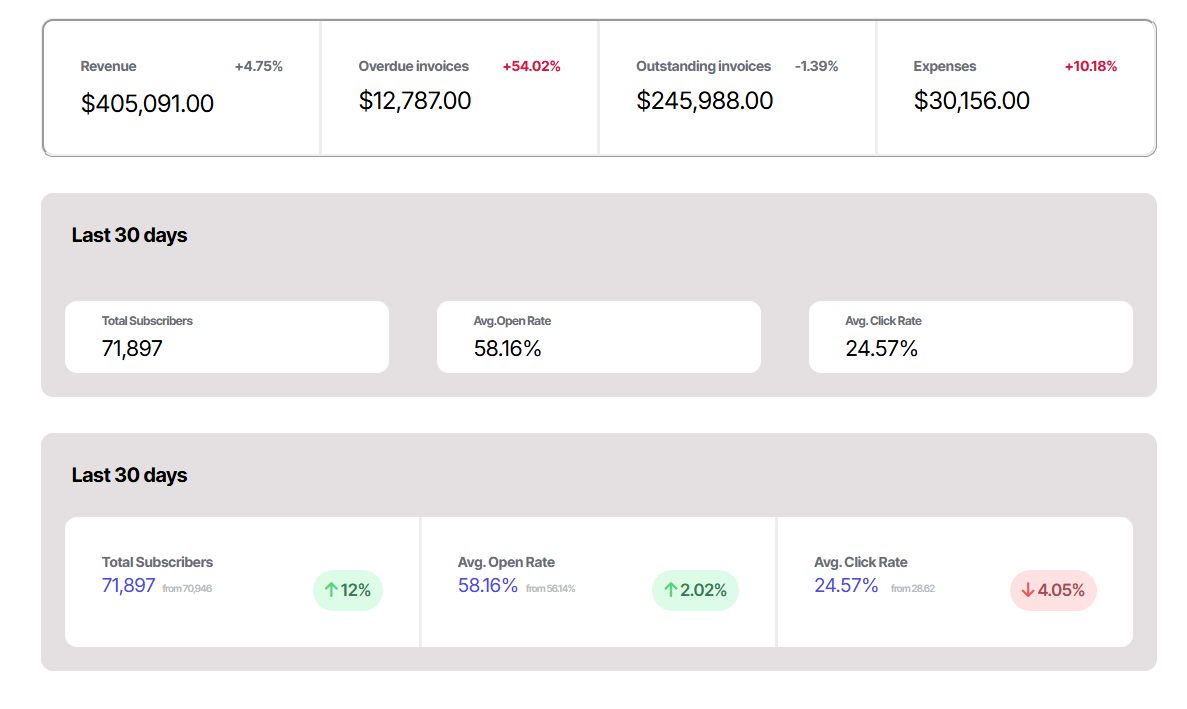 Revenue +4.75% Overdue invoices +54.02% Outstanding invoices -1.39% Expenses +10.18%
$405,091.00 $12,787.00 $245,988.00 $30,156.00
Last 30 days
Total Subscribers Avg.Open Rate Avg. Click Rate
71,897 58.16% 24.57%
Last 30 days
Total Subscribers Avg. Open Rate Avg. Click Rate
71,897 from 70,946 12% 58.16% from 56.14% 2.02% 24.57% from 28.62 4.05%